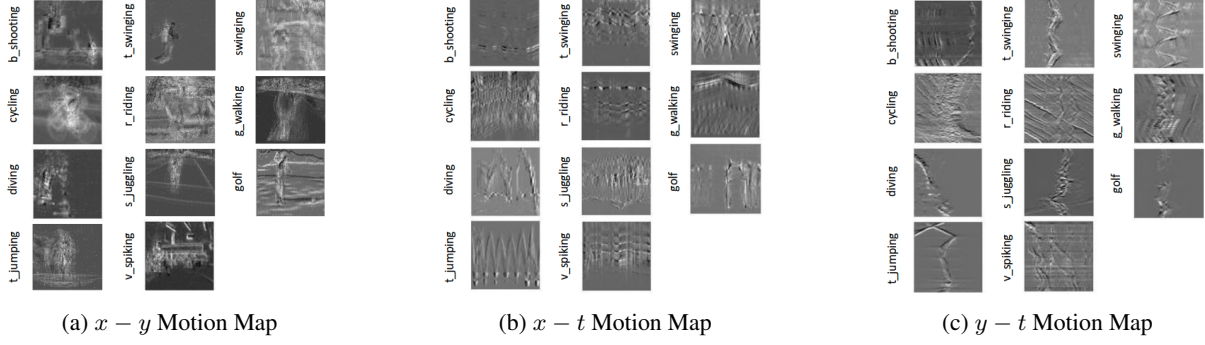 b_shooting
t_swinging
swinging
cycling
r_riding
g_walking
diving
s_juggling
golf
t_jumping
v_spiking
(a) x − y Motion Map
b_shooting
t_swinging
swinging
cycling
r_riding
g_walking
diving
s_juggling
golf
t_jumping
v_spiking
(b) x − t Motion Map
b_shooting
t_swinging
swinging
cycling
r_riding
g_walking
diving
s_juggling
golf
t_jumping
v_spiking
(c) y − t Motion Map